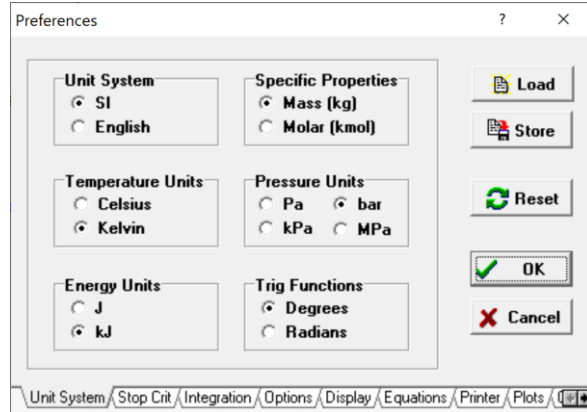 Preferences ? ×
Unit System
SI
English
Specific Properties
Mass (kg)
Molar (kmol)
Load
Store
Temperature Units
Celsius
Kelvin
Pressure Units
Pa bar
kPa MPa
Reset
Energy Units
J
kJ
Trig Functions
Degrees
Radians
OK
Cancel
Unit System Stop Crit Integration Options Display Equations Printer Plots